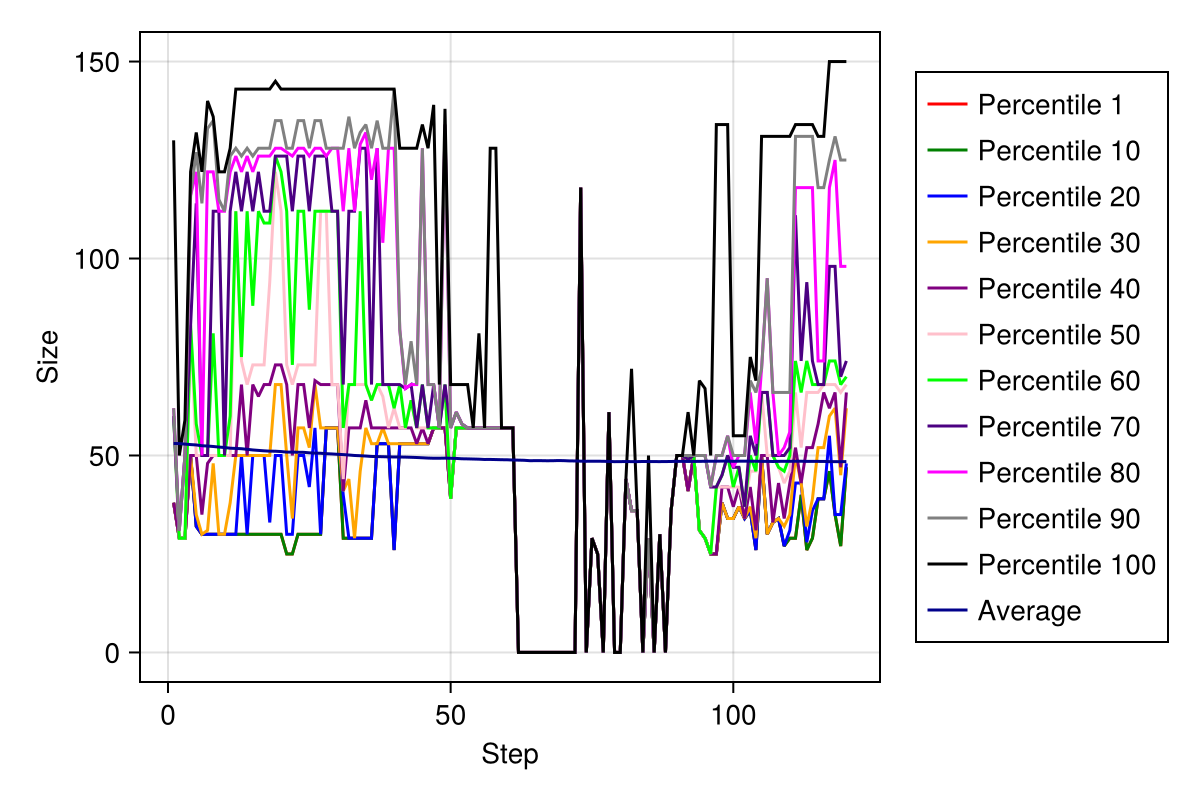 150
100
50
0
Size
0
50
100
Step
Percentile 1
Percentile 10
Percentile 20
Percentile 30
Percentile 40
Percentile 50
Percentile 60
Percentile 70
Percentile 80
Percentile 90
Percentile 100
Average